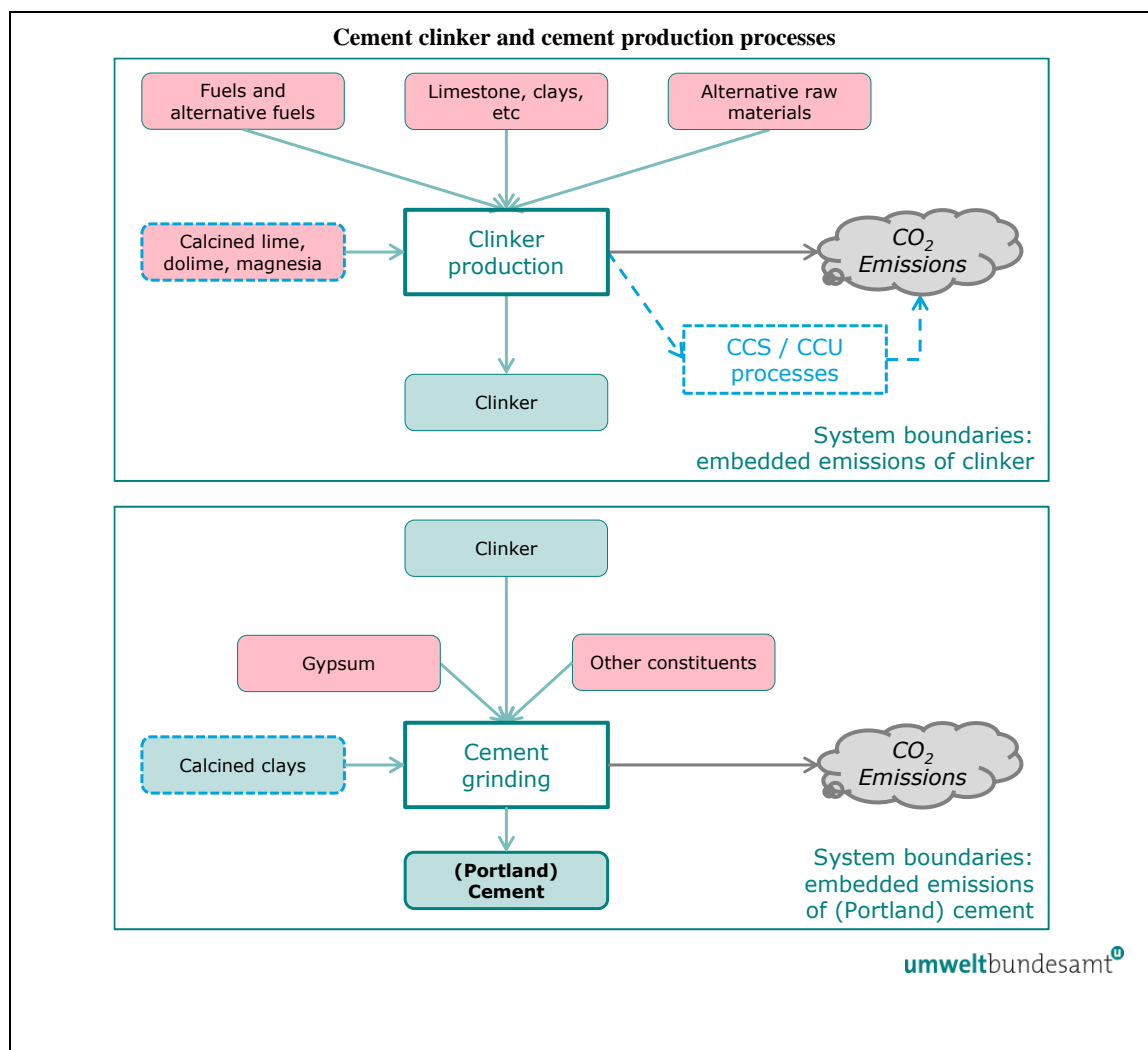 Cement clinker and cement production processes
Fuels and
alternative fuels
Limestone, clays,
etc
Alternative raw
materials
Calcined lime,
dolime, magnesia
Clinker
production
CO2
Emissions
CCS / CCU
processes
Clinker
System boundaries:
embedded emissions of clinker
Clinker
Gypsum
Other constituents
Calcined clays
Cement
grinding
CO2
Emissions
(Portland)
Cement
System boundaries:
embedded emissions
of (Portland) cement
umweltbundesamt u